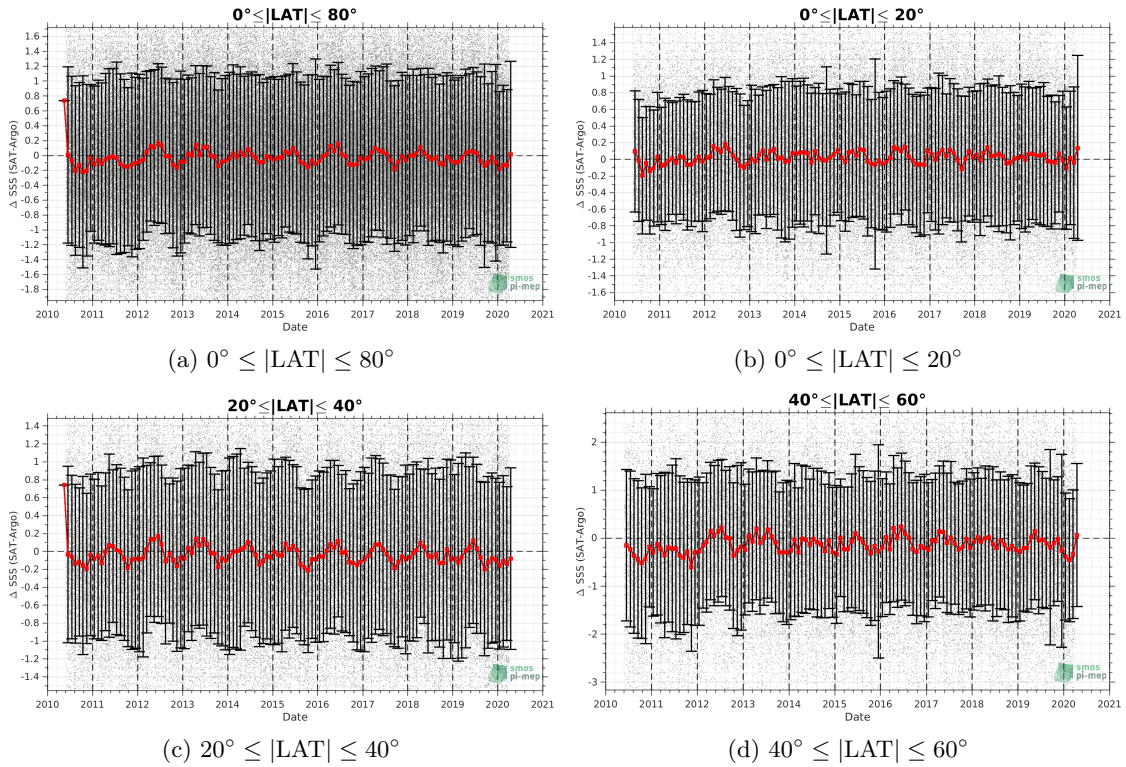 0°≤|LAT|≤ 80°
1.6
1.4
1.2
1
0.8
0.6
0.4
0.2
0
-0.2
-0.4
-0.6
-0.8
-1
-1.2
-1.4
-1.6
-1.8
Δ SSS (SAT-Argo)
2010 2011 2012 2013 2014 2015 2016 2017 2018 2019 2020 2021
Date
smos
pi-mep
(a) 0° ≤ |LAT| ≤ 80°
0°≤|LAT|≤ 20°
1.4
1.2
1
0.8
0.6
0.4
0.2
0
-0.2
-0.4
-0.6
-0.8
-1
-1.2
-1.4
-1.6
Δ SSS (SAT-Argo)
2010 2011 2012 2013 2014 2015 2016 2017 2018 2019 2020 2021
Date
smos
pi-mep
(b) 0° ≤ |LAT| ≤ 20°
20°≤|LAT|≤ 40°
1.4
1.2
1
0.8
0.6
0.4
0.2
0
-0.2
-0.4
-0.6
-0.8
-1
-1.2
-1.4
Δ SSS (SAT-Argo)
2010 2011 2012 2013 2014 2015 2016 2017 2018 2019 2020 2021
Date
smos
pi-mep
(c) 20° ≤ |LAT| ≤ 40°
40°≤|LAT|≤ 60°
2
1
0
-1
-2
-3
Δ SSS (SAT-Argo)
2010 2011 2012 2013 2014 2015 2016 2017 2018 2019 2020 2021
Date
smos
pi-mep
(d) 40° ≤ |LAT| ≤ 60°